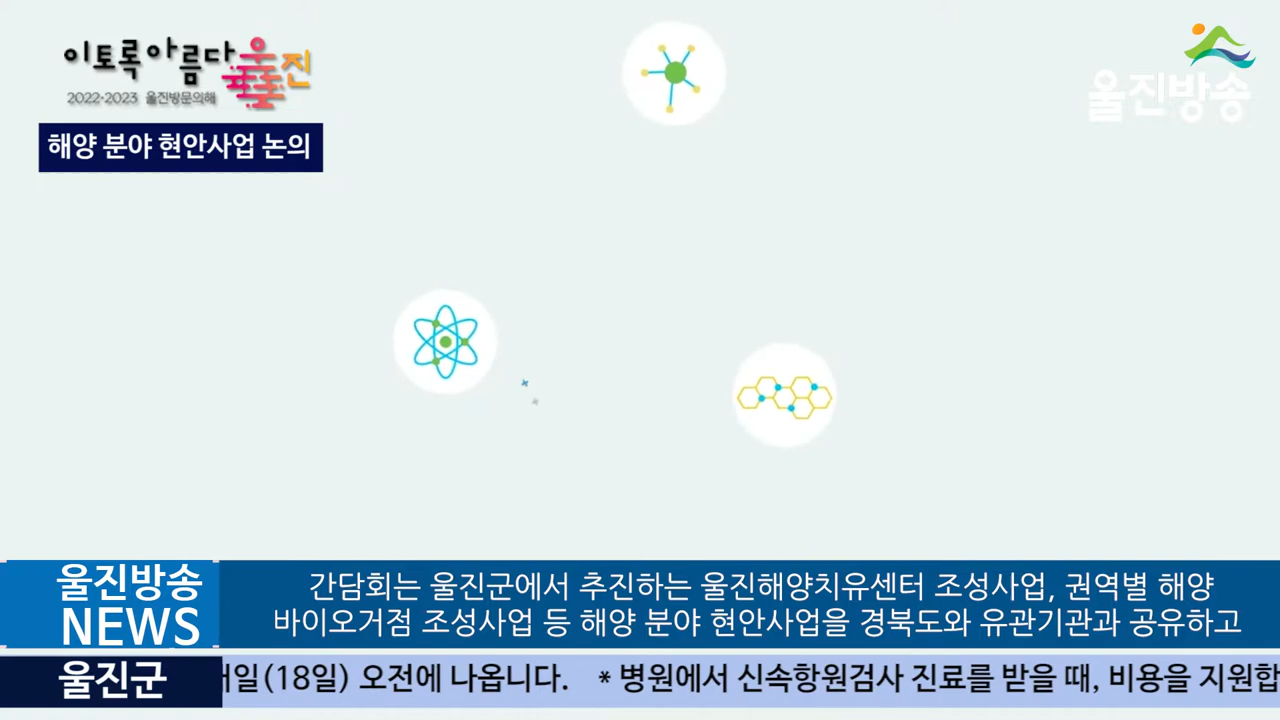 이토록아름다울진
2022·2023 울진방문의해
해양 분야 현안사업 논의
울진방송
울진방송
NEWS
간담회는 울진군에서 추진하는 울진해양치유센터 조성사업, 권역별 해양
바이오거점 조성사업 등 해양 분야 현안사업을 경북도와 유관기관과 공유하고
울진군
(18일) 오전에 나옵니다. * 병원에서 신속항원검사 진료를 받을 때, 비용을